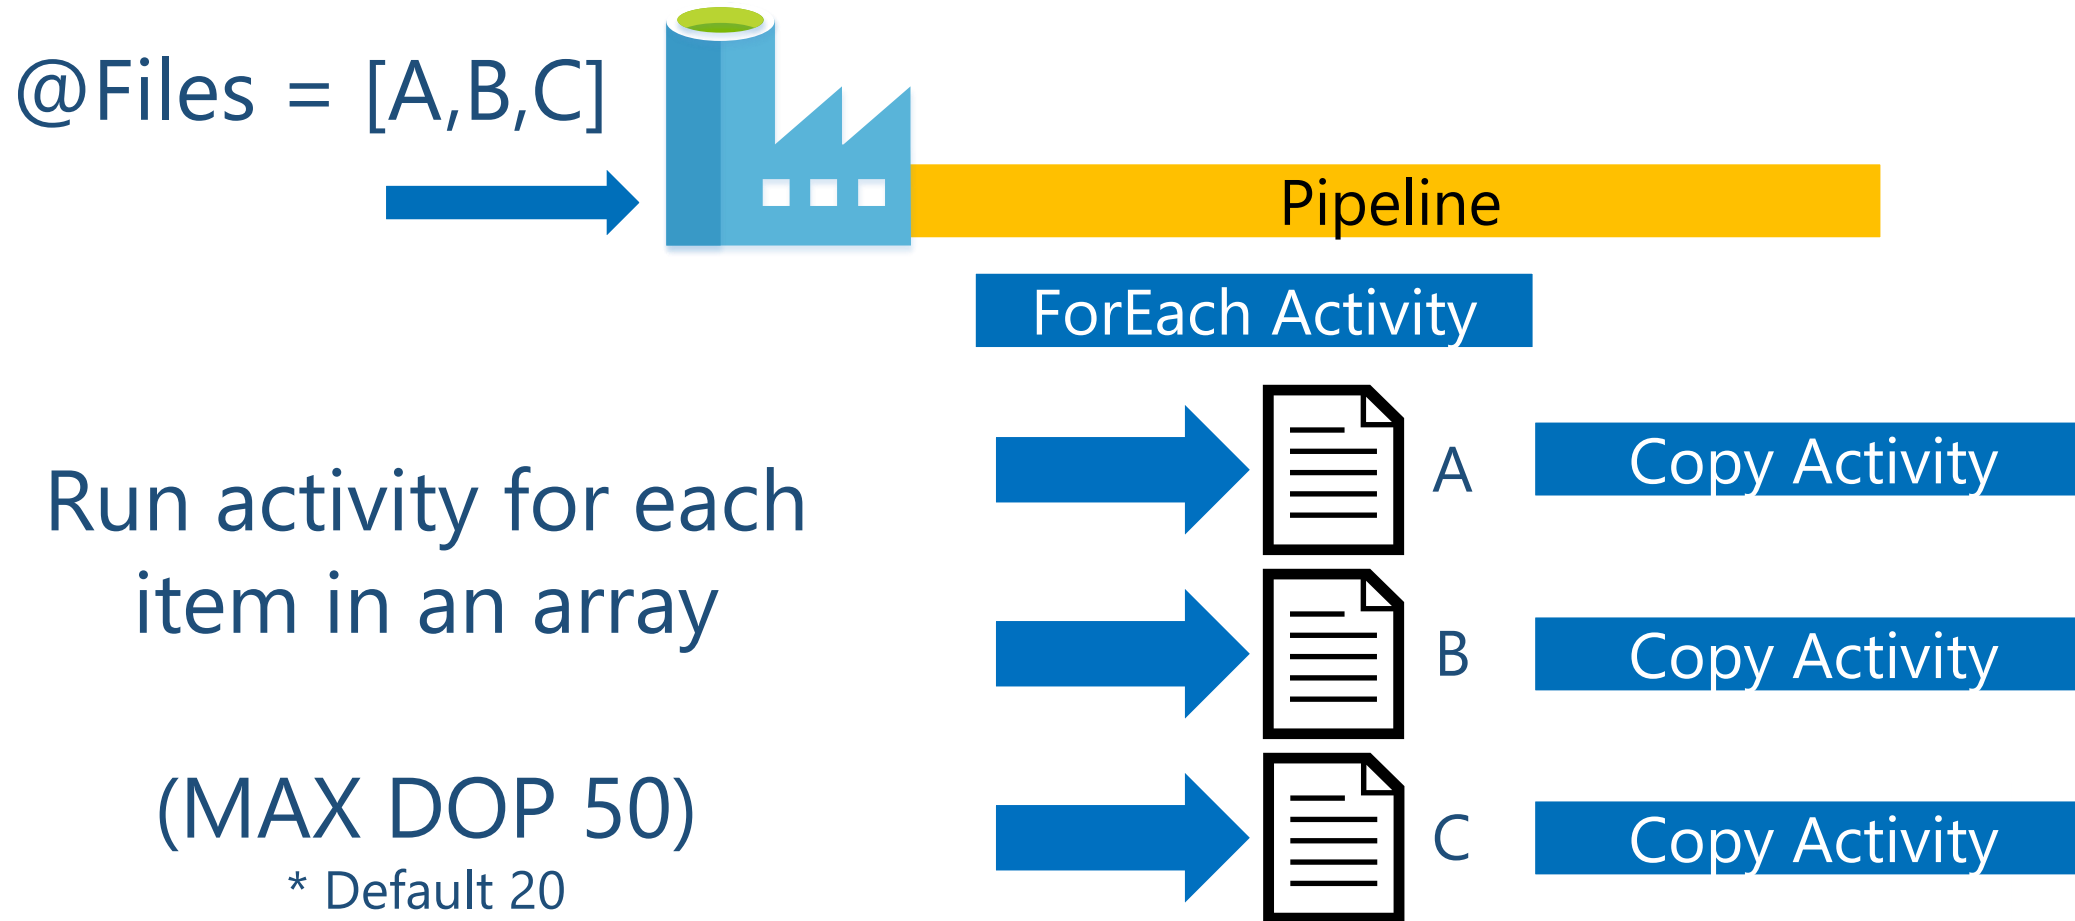 @Files = [A,B,C]
Pipeline
ForEach Activity
Run activity for each
item in an array
(MAX DOP 50)
* Default 20
A
Copy Activity
B
Copy Activity
C
Copy Activity